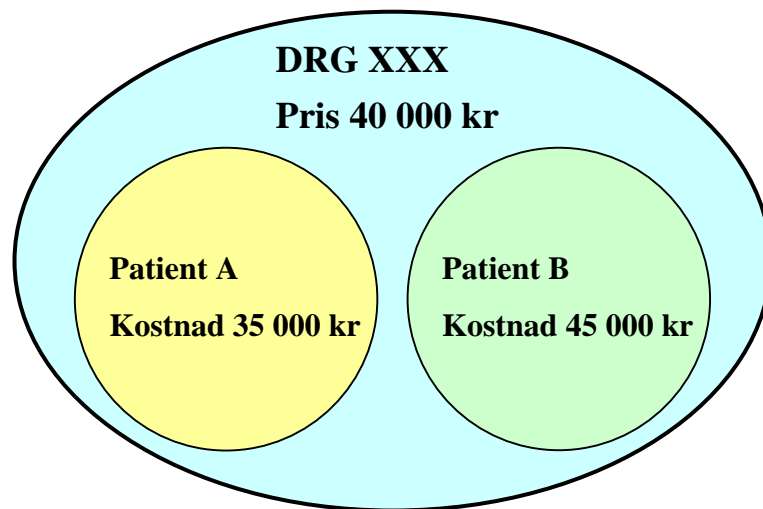 DRG XXX
Pris 40 000 kr
Patient A
Kostnad 35 000 kr
Patient B
Kostnad 45 000 kr